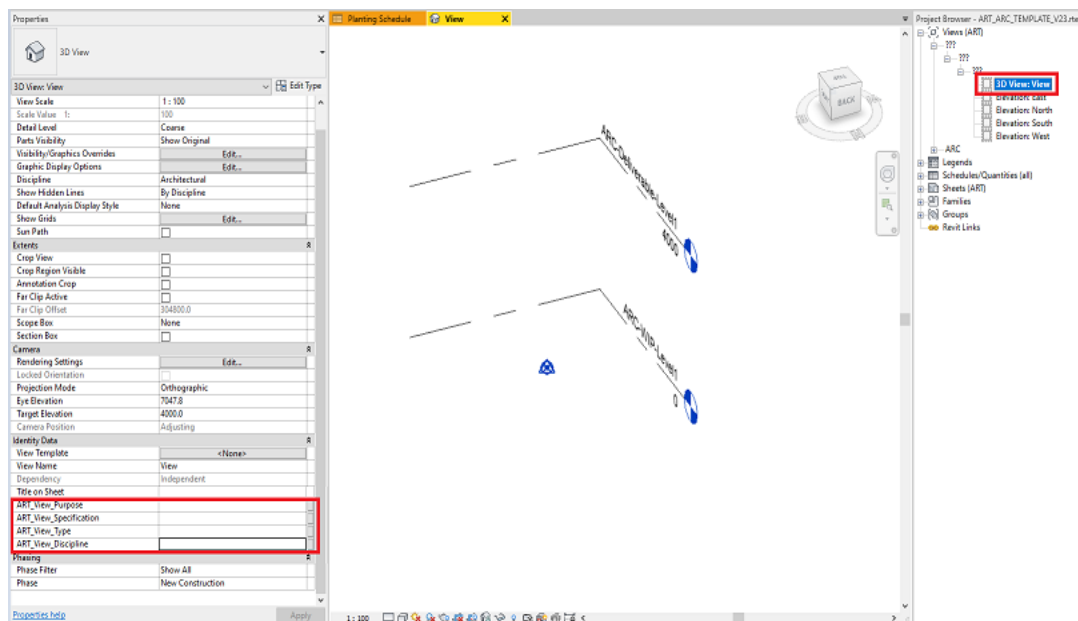 Properties
3D View
3D View: View
Edit Type
View Scale 1 : 100
Scale Value 1: 100
Detail Level Coarse
Parts Visibility Show Original
Visibility/Graphics Overrides Edit...
Graphic Display Options Edit...
Discipline Architectural
Show Hidden Lines By Discipline
Default Analysis Display Style None
Show Grids Edit...
Sun Path
Extents
Crop View
Crop Region Visible
Annotation Crop
Far Clip Active
Far Clip Offset 304800.0
Scope Box None
Section Box
Camera
Rendering Settings Edit...
Locked Orientation
Projection Mode Orthographic
Eye Elevation 7047.8
Target Elevation 4000.0
Camera Position Adjusting
Identity Data
View Template <None>
View Name View
Dependency Independent
Title on Sheet
ART_View_Purpose
ART_View_Specification
ART_View_Type
ART_View_Discipline
Phasing
Phase Filter Show All
Phase New Construction
Properties help
Apply
Planting Schedule
View
BACK
ARC-Deliverable-Level1
4000
ARC-WIP-Level1
0
1 : 100
Project Browser - ART_ARC_TEMPLATE_V23.rte
Views (ART)
???
???
???
3D View: View
Elevation: East
Elevation: North
Elevation: South
Elevation: West
ARC
Legends
Schedules/Quantities (all)
Sheets (ART)
Families
Groups
Revit Links